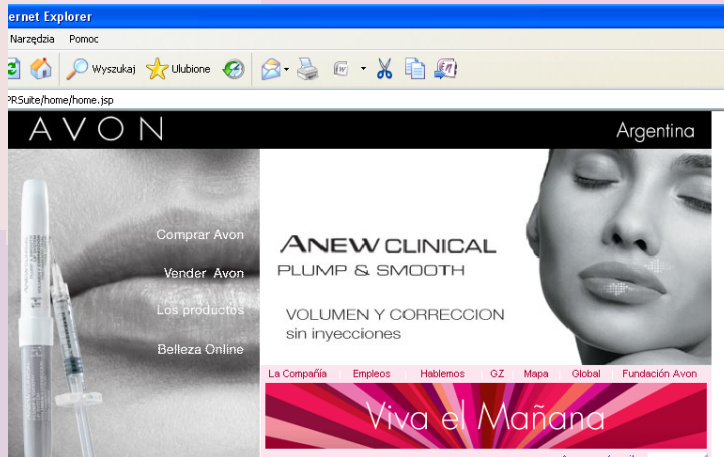 ernet Explorer
Narzędzia Pomoc
Wyszukaj Ulubione
PRSuite/home/home.jsp
AVON Argentina
Comprar Avon
Vender Avon
Los productos
Belleza Online
ANEW CLINICAL
PLUMP & SMOOTH
VOLUMEN Y CORRECCION
sin inyecciones
La Compañía Empleos Hablemos GZ Mapa Global Fundación Avon
Viva el Mañana